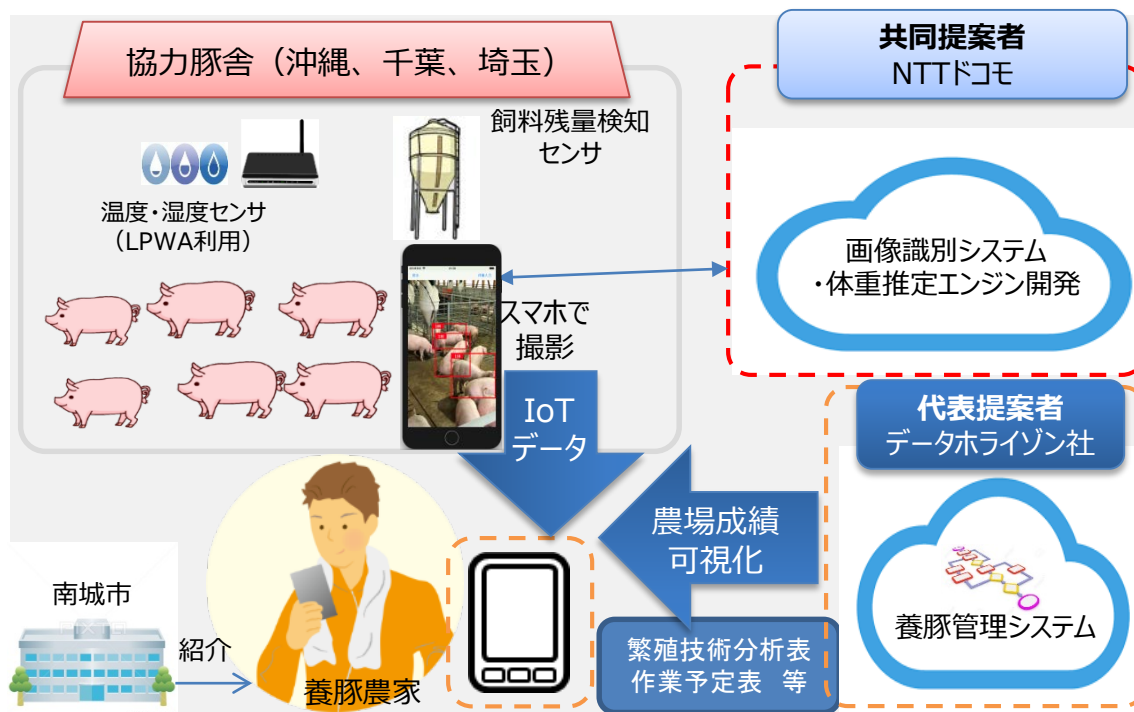 協力豚舎（沖縄、千葉、埼玉）
共同提案者
NTTドコモ
飼料残量検知
センサ
温度・湿度センサ
（LPWA利用）
画像識別システム
・体重推定エンジン開発
スマホで
撮影
IoT
データ
代表提案者
データホライゾン社
農場成績
可視化
養豚管理システム
南城市
紹介
養豚農家
繁殖技術分析表
作業予定表 等